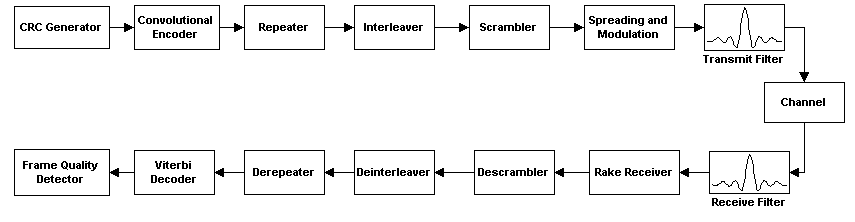 CRC Generator
Convolutional
Encoder
Repeater
Interleaver
Scrambler
Spreading and
Modulation
Transmit Filter
Channel
Frame Quality
Detector
Viterbi
Decoder
Derepeater
Deinterleaver
Descrambler
Rake Receiver
Receive Filter